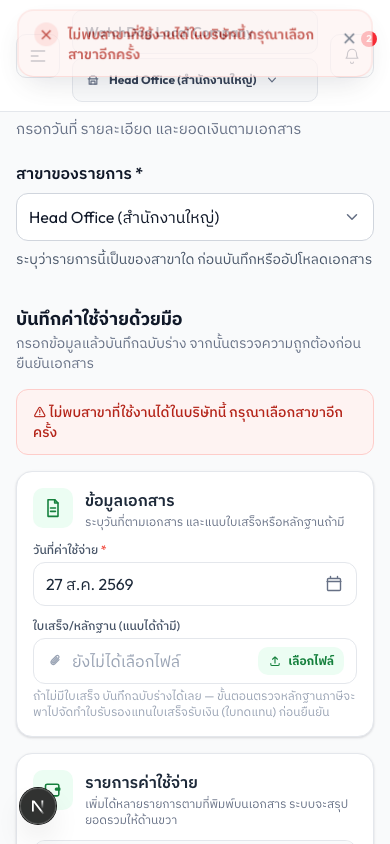 ไม่พบสาขาที่ใช้งานได้ในบริษัทนี้ กรุณาเลือกสาขาอีกครั้ง
2
Head Office (สำนักงานใหญ่)
กรอกวันที่ รายละเอียด และยอดเงินตามเอกสาร
สาขาของรายการ *
Head Office (สำนักงานใหญ่)
ระบุว่ารายการนี้เป็นของสาขาใด ก่อนบันทึกหรืออัปโหลดเอกสาร
บันทึกค่าใช้จ่ายด้วยมือ
กรอกข้อมูลแล้วบันทึกฉบับร่าง จากนั้นตรวจความถูกต้องก่อน
ยืนยันเอกสาร
ไม่พบสาขาที่ใช้งานได้ในบริษัทนี้ กรุณาเลือกสาขาอีก
ครั้ง
ข้อมูลเอกสาร
ระบุวันที่ตามเอกสาร และแนบใบเสร็จหรือหลักฐานถ้ามี
วันที่ค่าใช้จ่าย *
27 ส.ค. 2569
ใบเสร็จ/หลักฐาน (แนบได้ถ้ามี)
ยังไม่ได้เลือกไฟล์
เลือกไฟล์
ถ้าไม่มีใบเสร็จ บันทึกฉบับร่างได้เลย — ขั้นตอนตรวจหลักฐานภาษีจะ
พาไปจัดทำใบรับรองแทนใบเสร็จรับเงิน (ใบทดแทน) ก่อนยืนยัน
รายการค่าใช้จ่าย
เพิ่มได้หลายรายการตามที่พิมพ์บนเอกสาร ระบบจะสรุป
ยอดรวมให้ด้านขวา
N